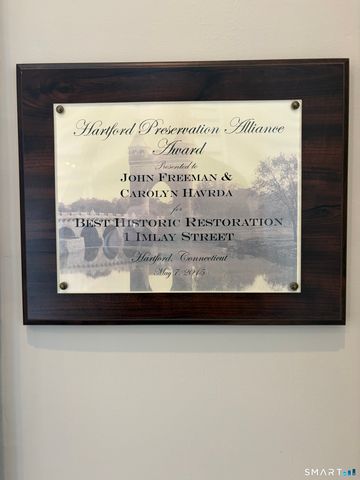 Hartford Preservation Alliance
Award
Presented to
JOHN FREEMAN &
CAROLYN HAVRDA
for
BEST HISTORIC RESTORATION
1 IMLAY STREET
Hartford, Connecticut
May 7, 2015
SMART